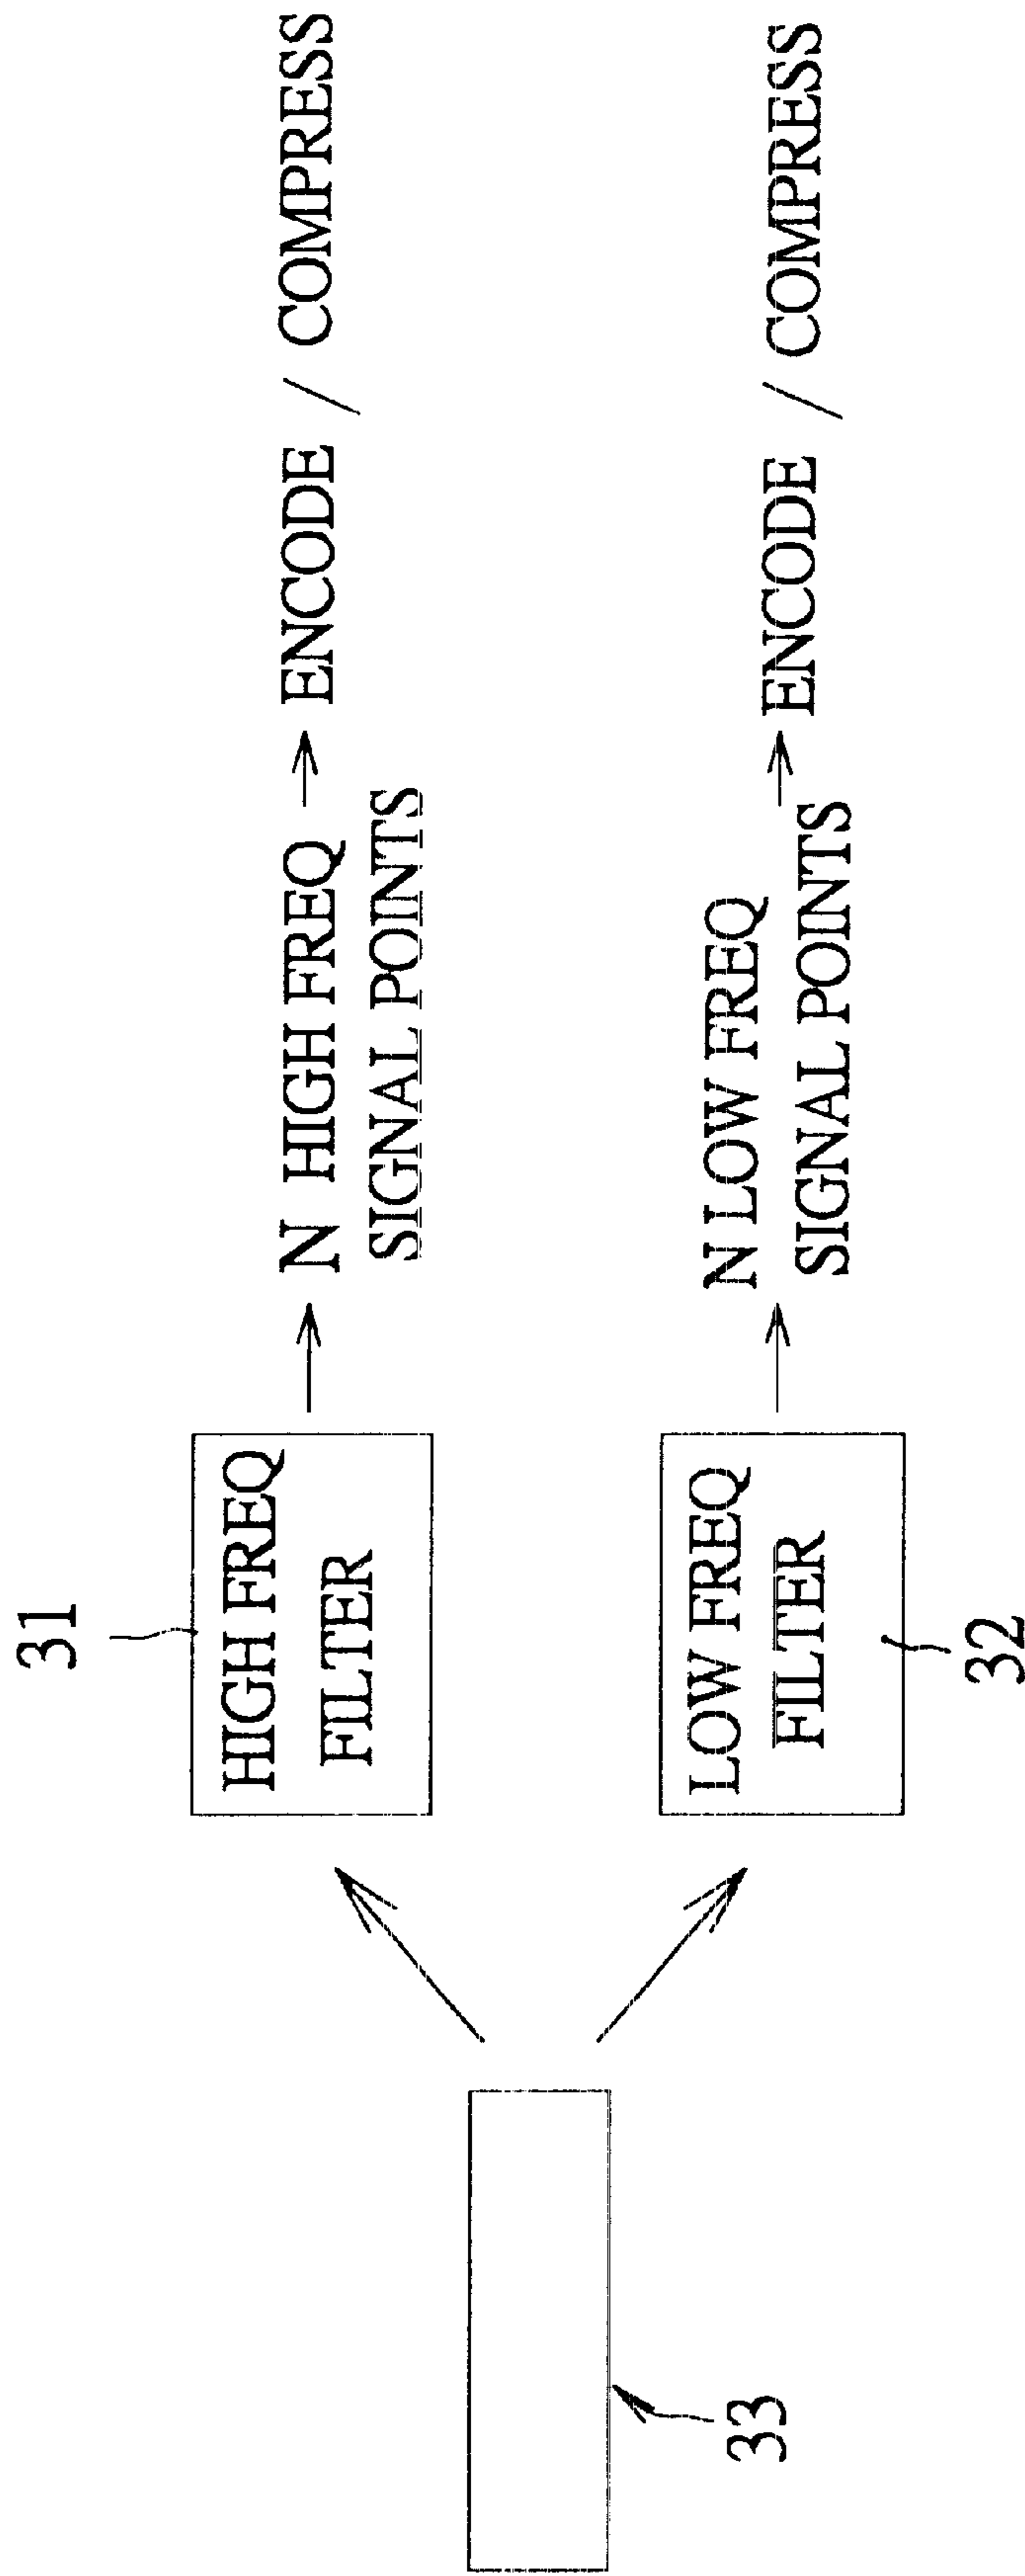 31
HIGH FREQ
FILTER
N HIGH FREQ
SIGNAL POINTS
ENCODE / COMPRESS
33
LOW FREQ
FILTER
32
N LOW FREQ
SIGNAL POINTS
ENCODE / COMPRESS